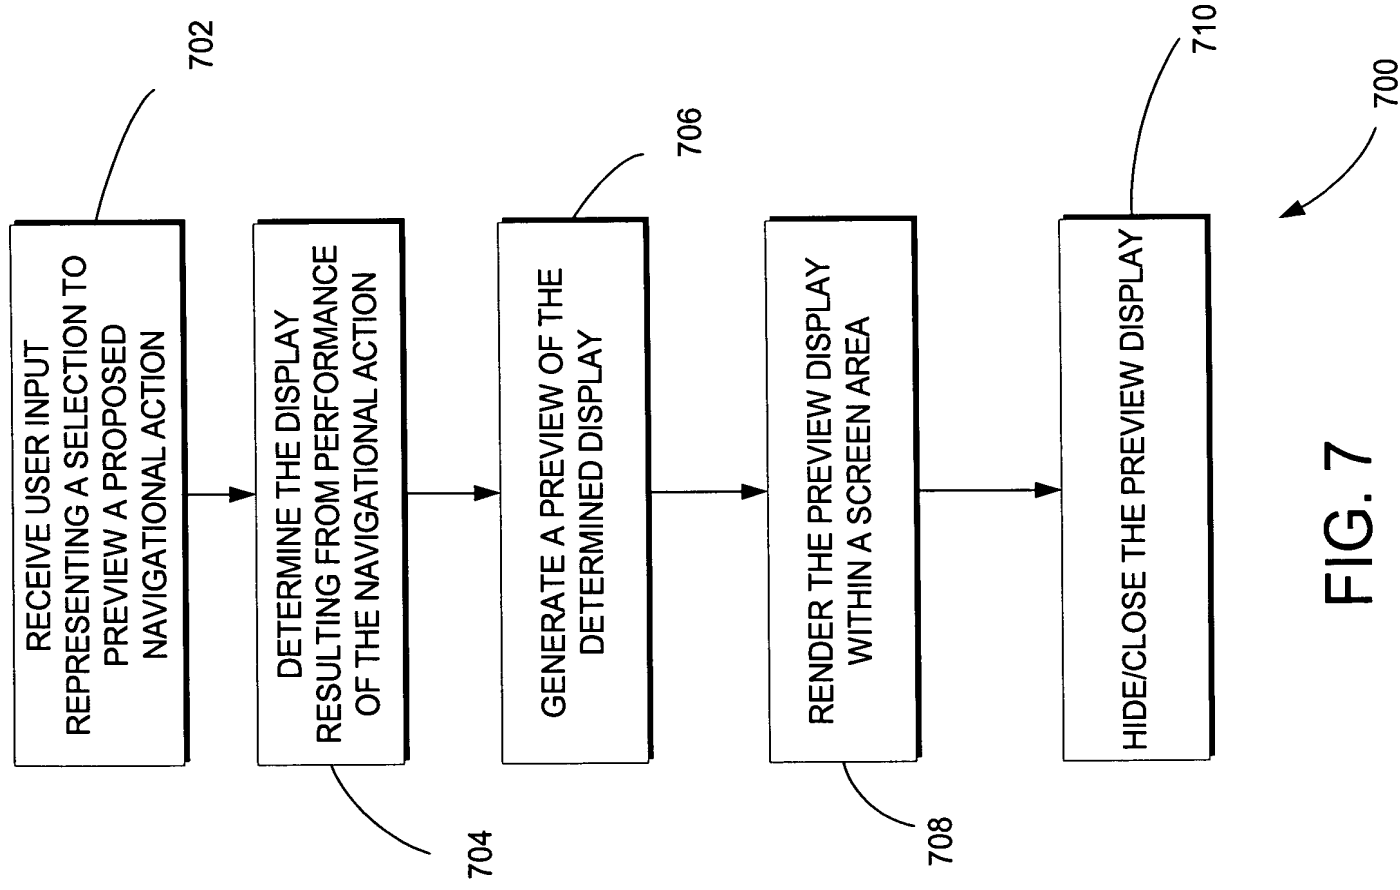 RECEIVE USER INPUT
REPRESENTING A SELECTION TO
PREVIEW A PROPOSED
NAVIGATIONAL ACTION
702
DETERMINE THE DISPLAY
RESULTING FROM PERFORMANCE
OF THE NAVIGATIONAL ACTION
704
GENERATE A PREVIEW OF THE
DETERMINED DISPLAY
706
RENDER THE PREVIEW DISPLAY
WITHIN A SCREEN AREA
708
HIDE/CLOSE THE PREVIEW DISPLAY
710
700
FIG. 7